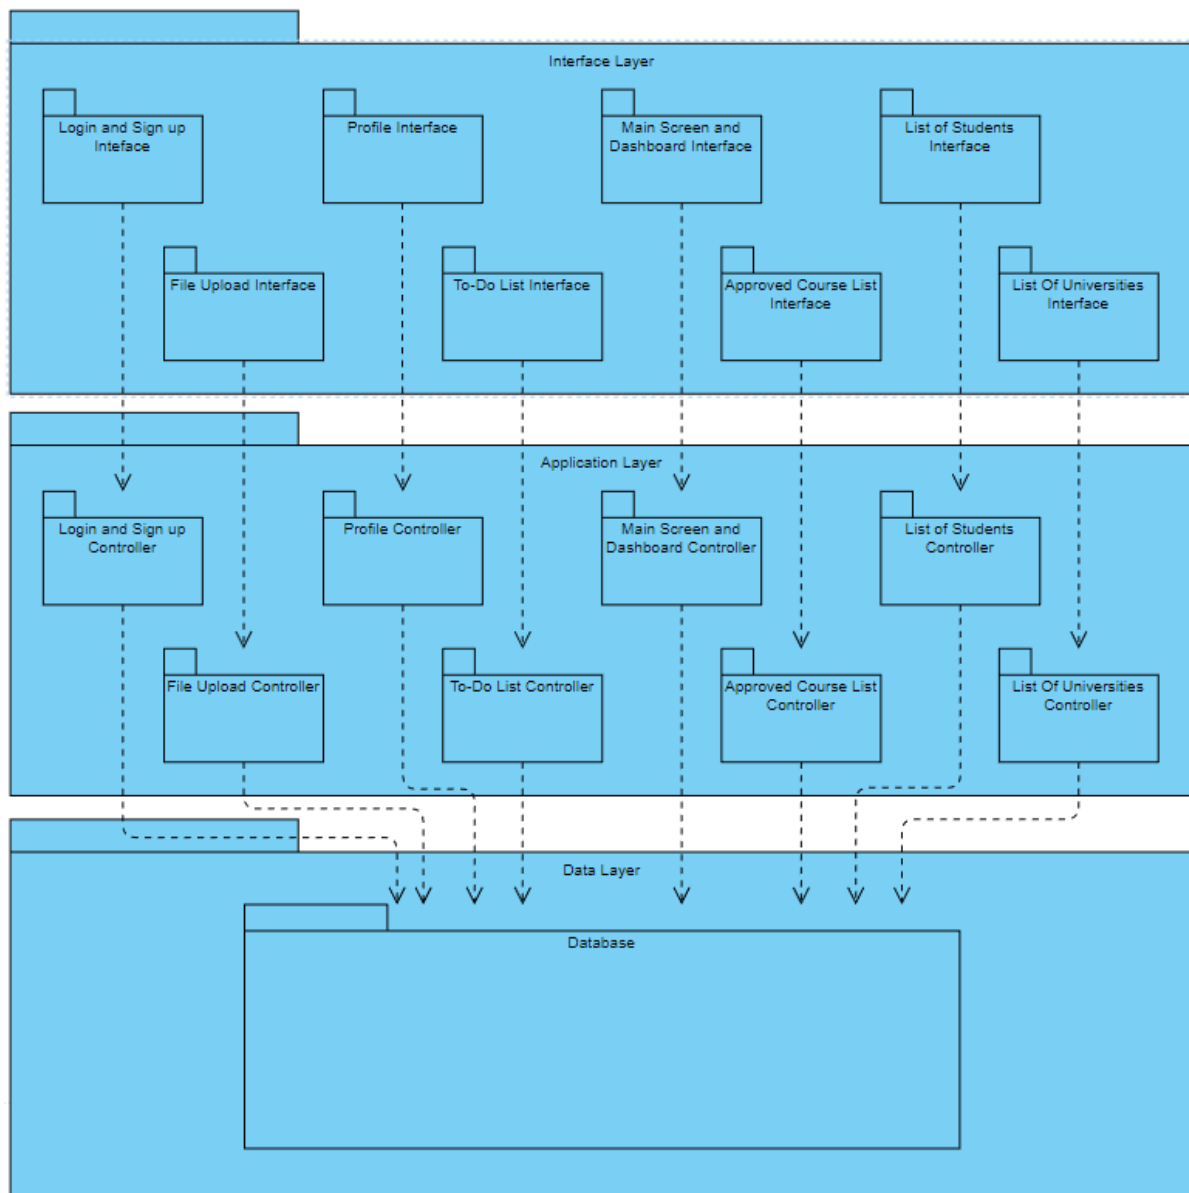 Interface Layer
Login and Sign up
Inteface
Profile Interface
Main Screen and
Dashboard Interface
List of Students
Interface
File Upload Interface
To-Do List Interface
Approved Course List
Interface
List Of Universities
Interface
Application Layer
Login and Sign up
Controller
Profile Controller
Main Screen and
Dashboard Controller
List of Students
Controller
File Upload Controller
To-Do List Controller
Approved Course List
Controller
List Of Universities
Controller
Data Layer
Database